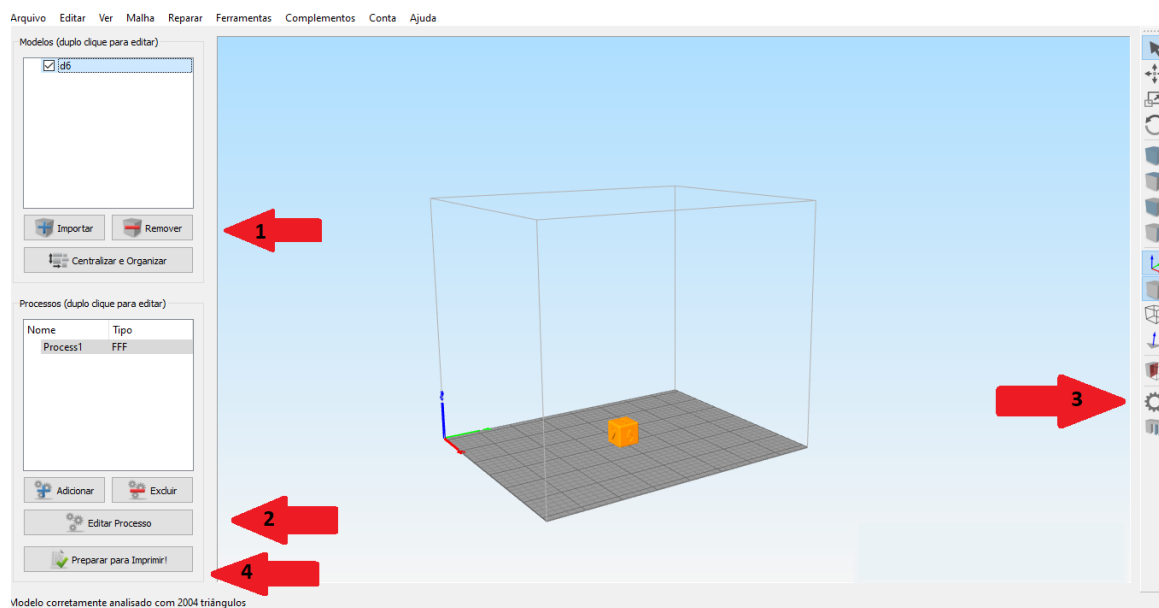 Arquivo Editar Ver Malha Reparar Ferramentas Complementos Conta Ajuda
Modelos (duplo clique para editar)
d6
Importar Remover
1
Centralizar e Organizar
Processos (duplo clique para editar)
Nome Tipo
Process1 FFF
3
Adicionar Excluir
Editar Processo
2
Preparar para Imprimir!
4
Modelo corretamente analisado com 2004 triângulos